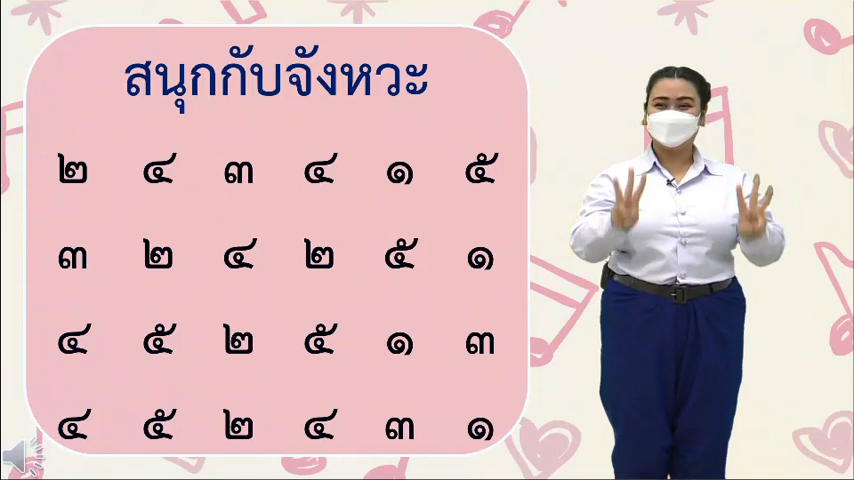 สนุกกับจังหวะ
๒ ๔ ๓ ๔ ๑ ๕
๓ ๒ ๔ ๒ ๕ ๑
๔ ๕ ๒ ๕ ๑ ๓
๔ ๕ ๒ ๔ ๓ ๑